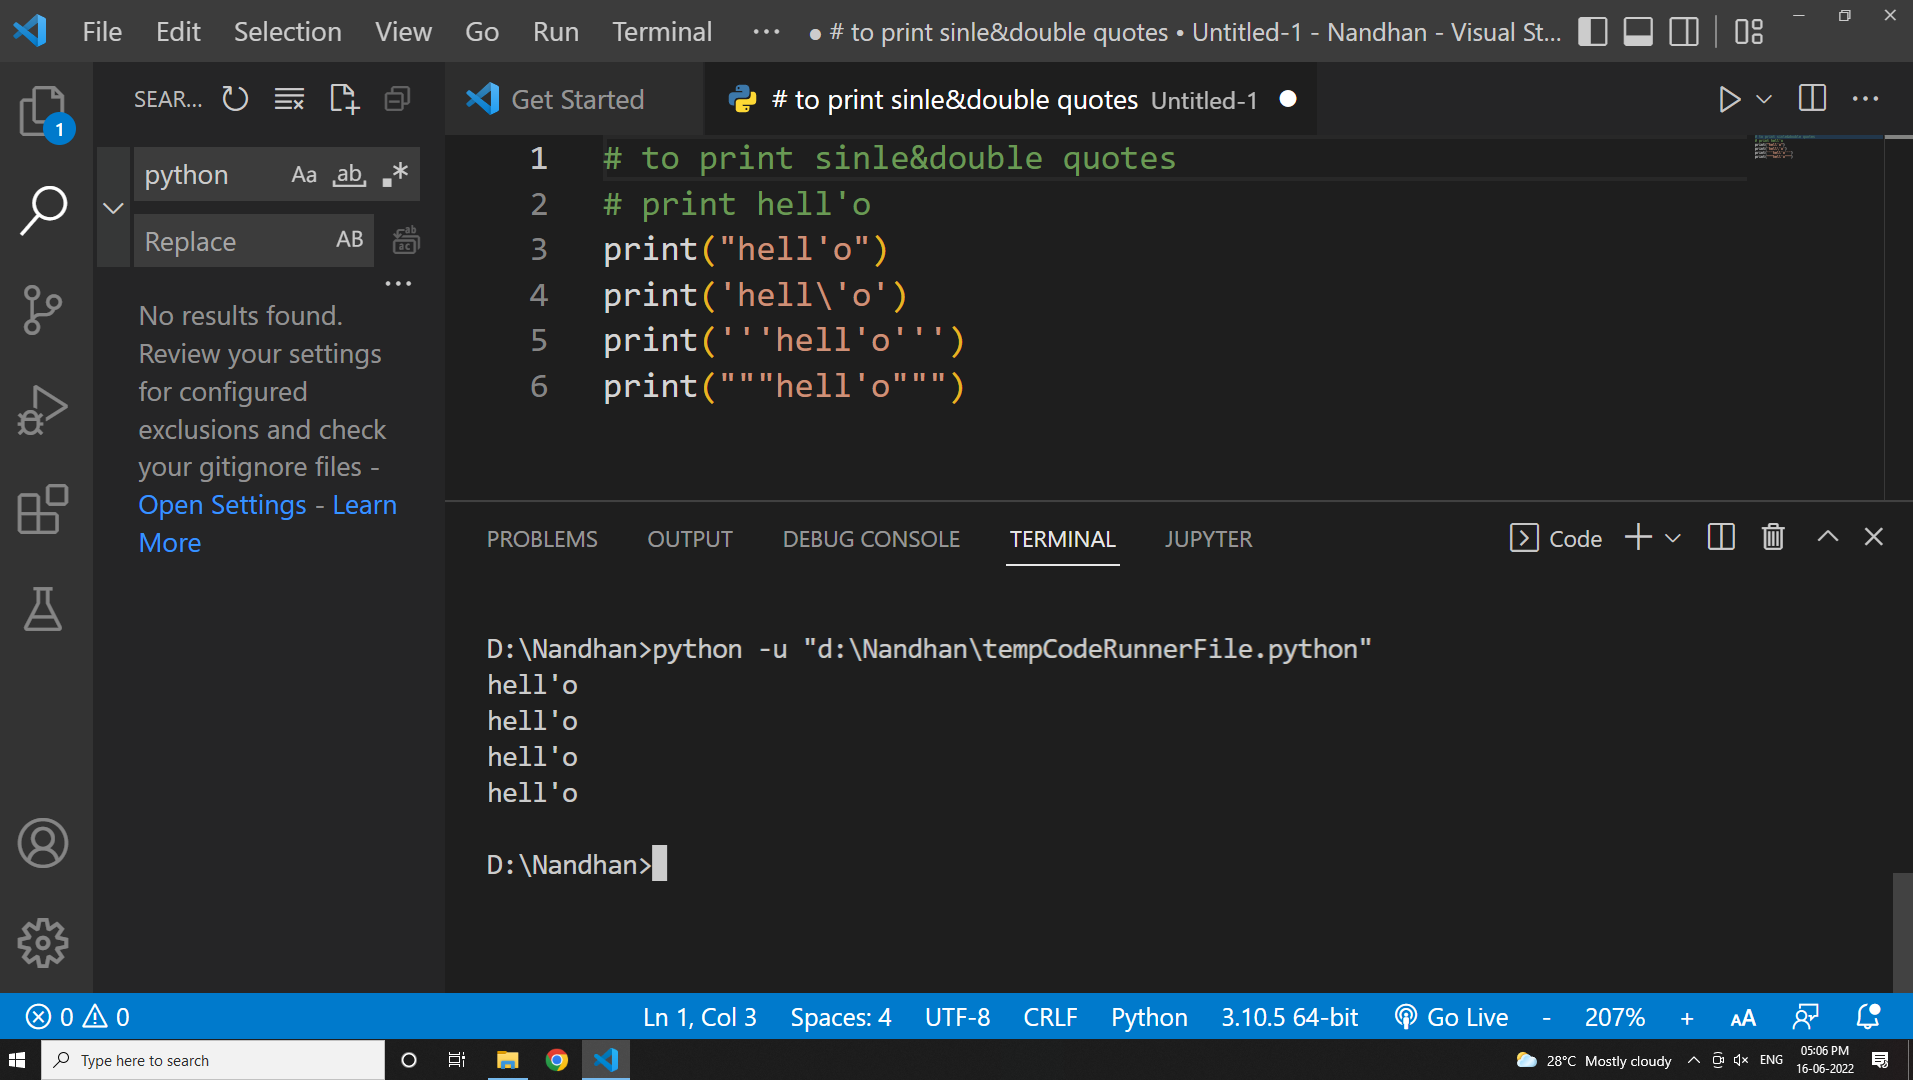 File Edit Selection View Go Run Terminal ··· ● # to print sinle&double quotes • Untitled-1 - Nandhan - Visual St...
SEAR...
Get Started
# to print sinle&double quotes Untitled-1
1
python Aa ab .*
Replace AB
No results found.
Review your settings
for configured
exclusions and check
your gitignore files -
Open Settings - Learn
More
1 # to print sinle&double quotes
2 # print hell'o
3 print("hell'o")
4 print('hell\'o')
5 print('''hell'o''')
6 print("""hell'o""")
PROBLEMS OUTPUT DEBUG CONSOLE TERMINAL JUPYTER
Code
D:\Nandhan>python -u "d:\Nandhan\tempCodeRunnerFile.python"
hell'o
hell'o
hell'o
hell'o
D:\Nandhan>
0 0 Ln 1, Col 3 Spaces: 4 UTF-8 CRLF Python 3.10.5 64-bit Go Live - 207% + AA
Type here to search
28°C Mostly cloudy
ENG
05:06 PM
16-06-2022